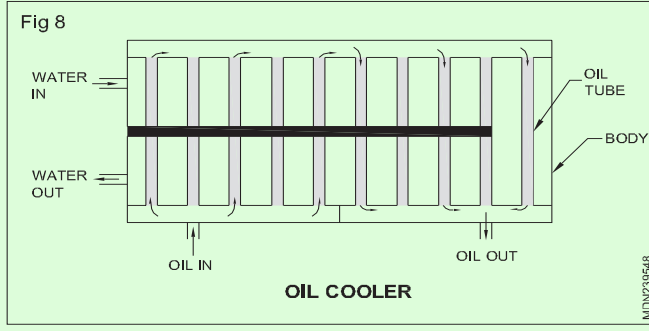 Fig 8
WATER
IN
OIL
TUBE
BODY
WATER
OUT
OIL IN
OIL OUT
OIL COOLER
MDN239548